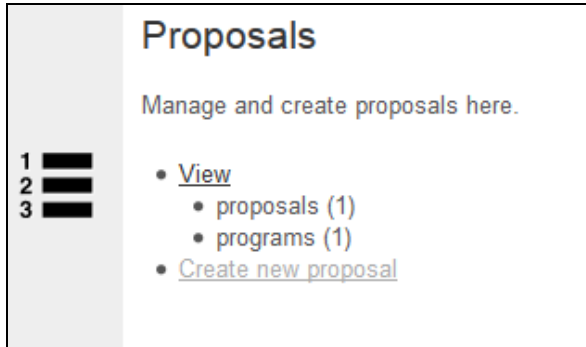 Proposals
Manage and create proposals here.
1
2
3
View
proposals (1)
programs (1)
Create new proposal